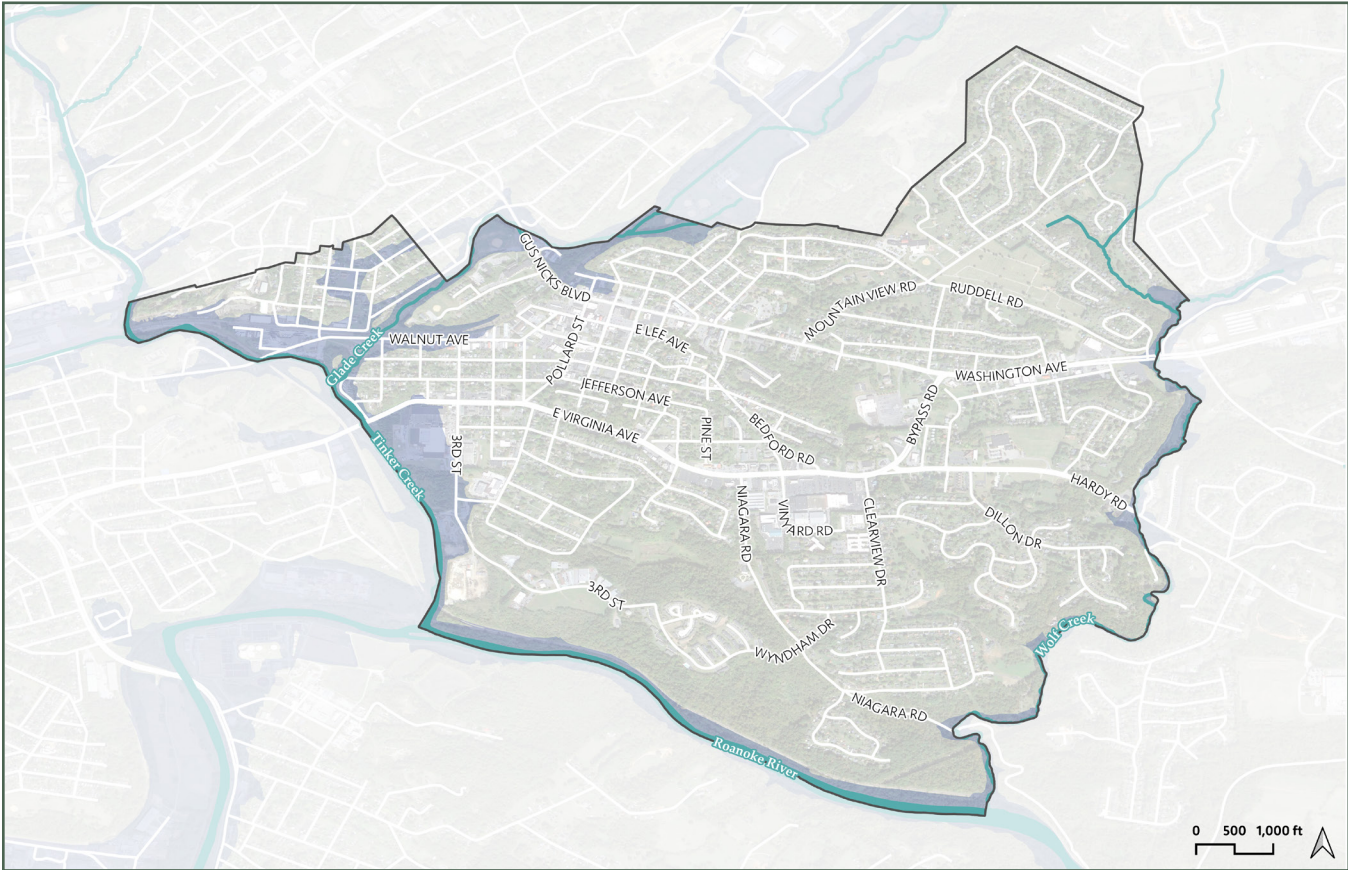 GUS NICKS BLVD
MOUNTAIN VIEW RD
RUDDELL RD
WALNUT AVE
POLLARD ST
E LEE AVE
Glade Creek
WASHINGTON AVE
JEFFERSON AVE
BYPASS RD
E VIRGINIA AVE
PINE ST
BEDFORD RD
3RD ST
Tinker Creek
HARDY RD
NIAGARA RD
VINYARD RD
CLEARVIEW DR
DILLON DR
3RD ST
WYNDHAM DR
Wolf Creek
NIAGARA RD
Roanoke River
0 500 1,000 ft